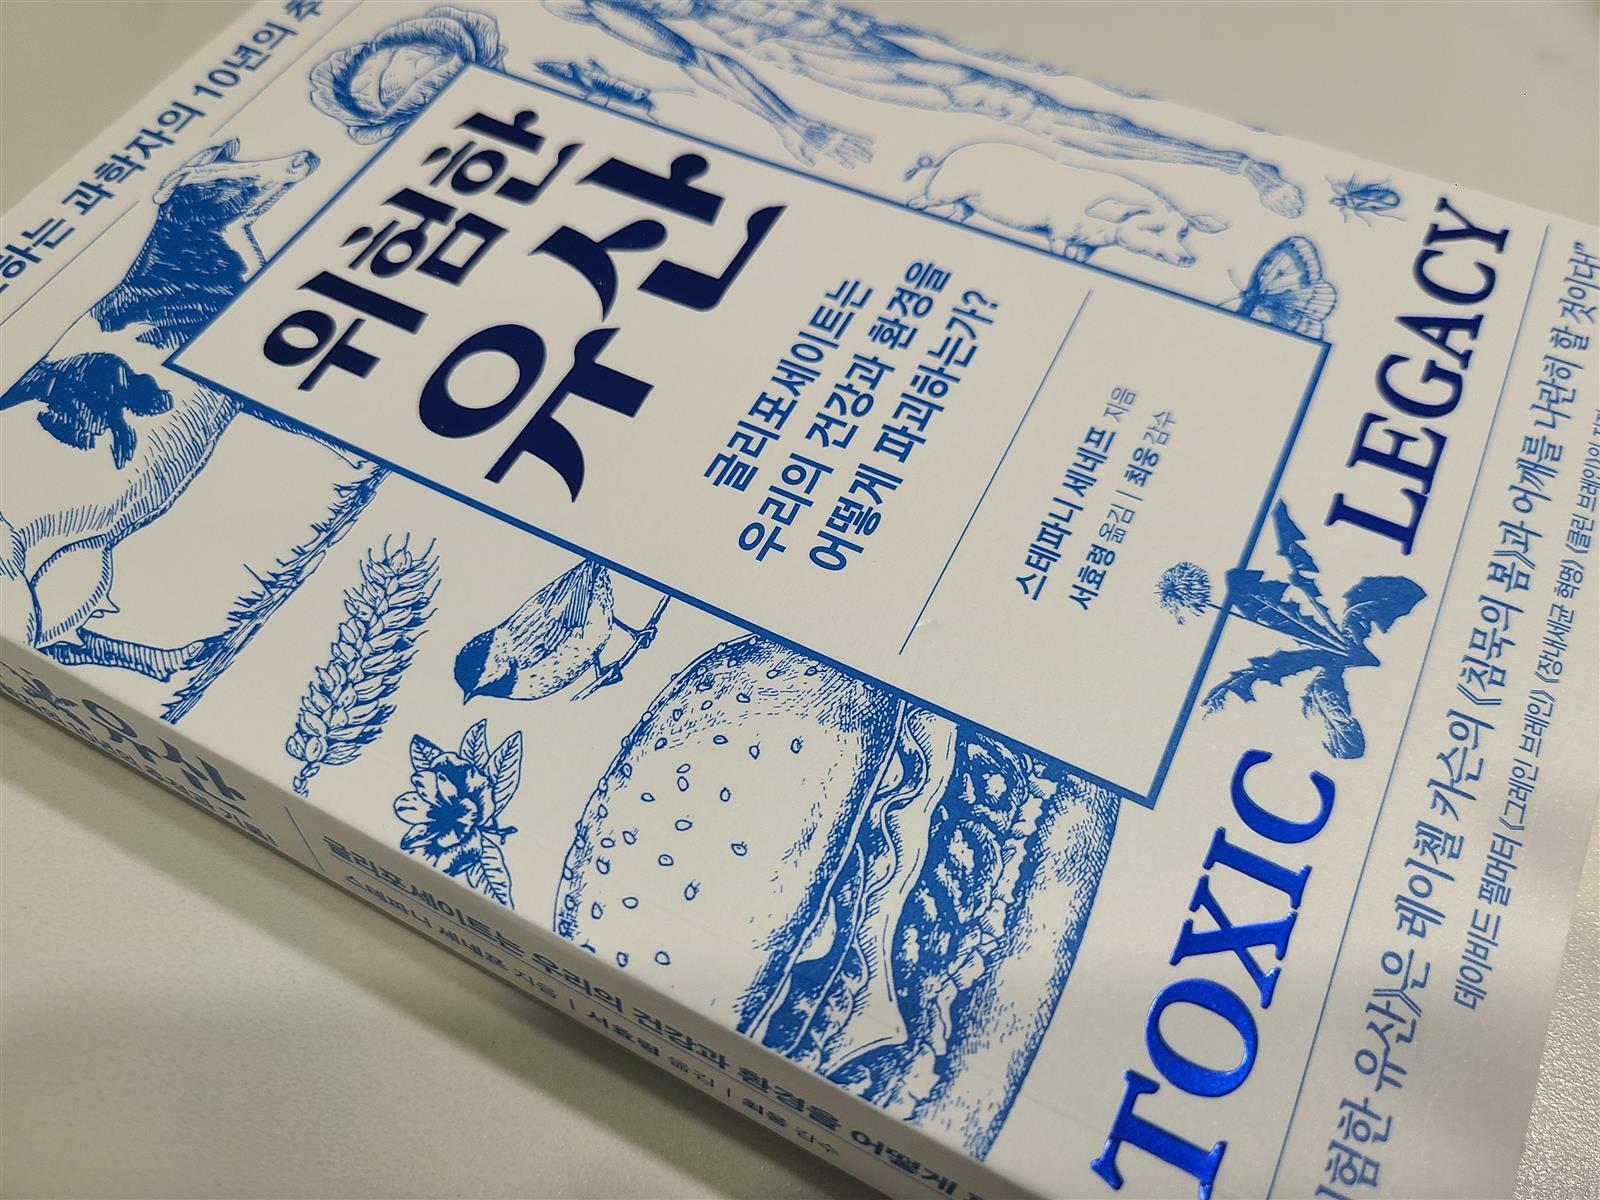 하는 과학자의 10년의 추
위험한
유산
글리포세이트는
우리의 건강과 환경을
어떻게 파괴하는가?
스테파니 세네프 지음
서효령 옮김 | 최웅 감수
TOXIC LEGACY
험한 유산》은 레이첼 카슨의 《침묵의 봄》과 어깨를 나란히 할 것이다”
데이비드 펄머터 《그레인 브레인》 《장내세균 혁명》 《클린 브레인》의 저자
글리포세이트는 우리의 건강과 환경을 어떻게
스테파니 세네프 지음 | 서효령 옮김 | 최웅 감수